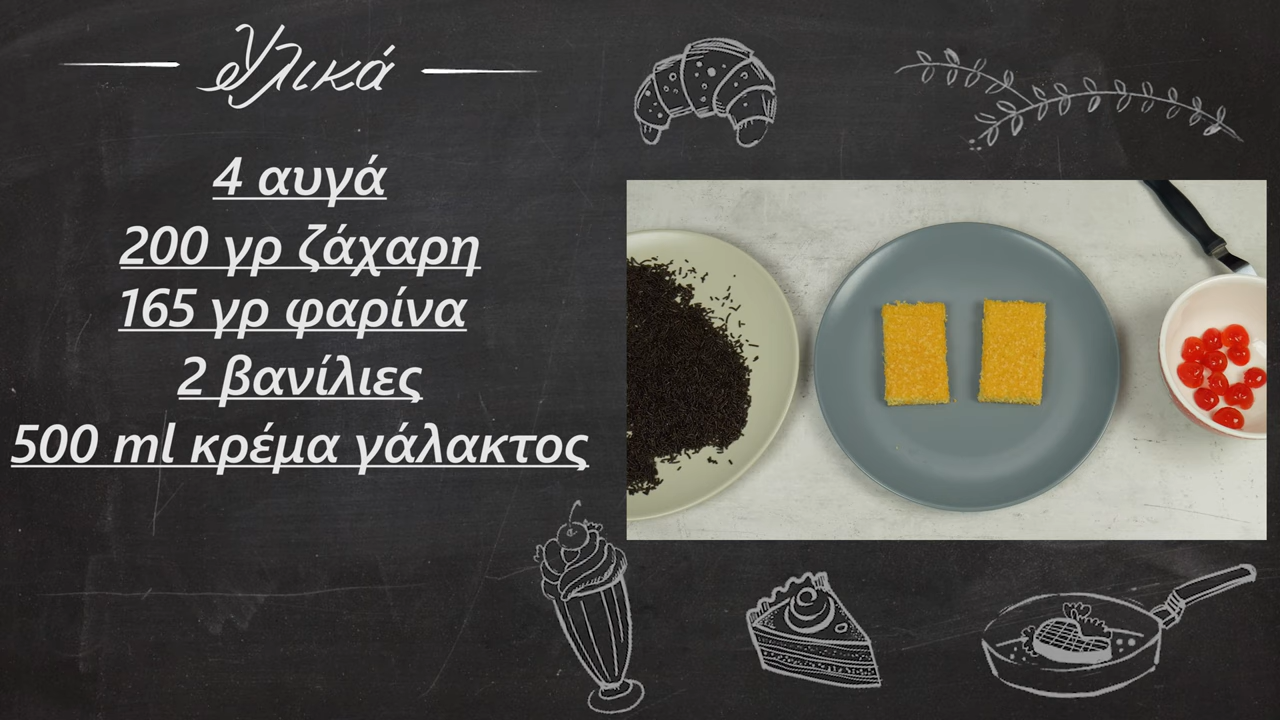 Υλικά
4 αυγά
200 γρ ζάχαρη
165 γρ φαρίνα
2 βανίλιες
500 ml κρέμα γάλακτος